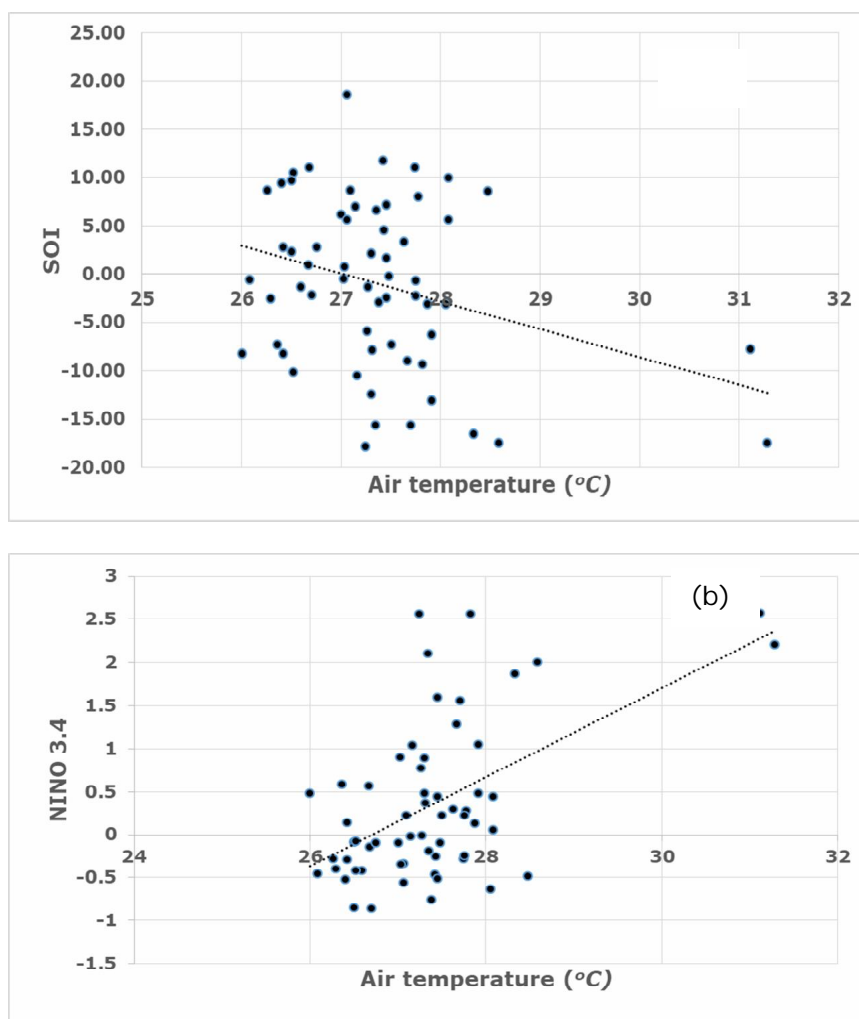 25.00
20.00
15.00
10.00
5.00
0.00
-5.00
-10.00
-15.00
-20.00
SOI
25 26 27 28 29 30 31 32
Air temperature (°C)
(b)
3
2.5
2
1.5
1
0.5
0
-0.5
-1
-1.5
NINO 3.4
24 26 28 30 32
Air temperature (°C)